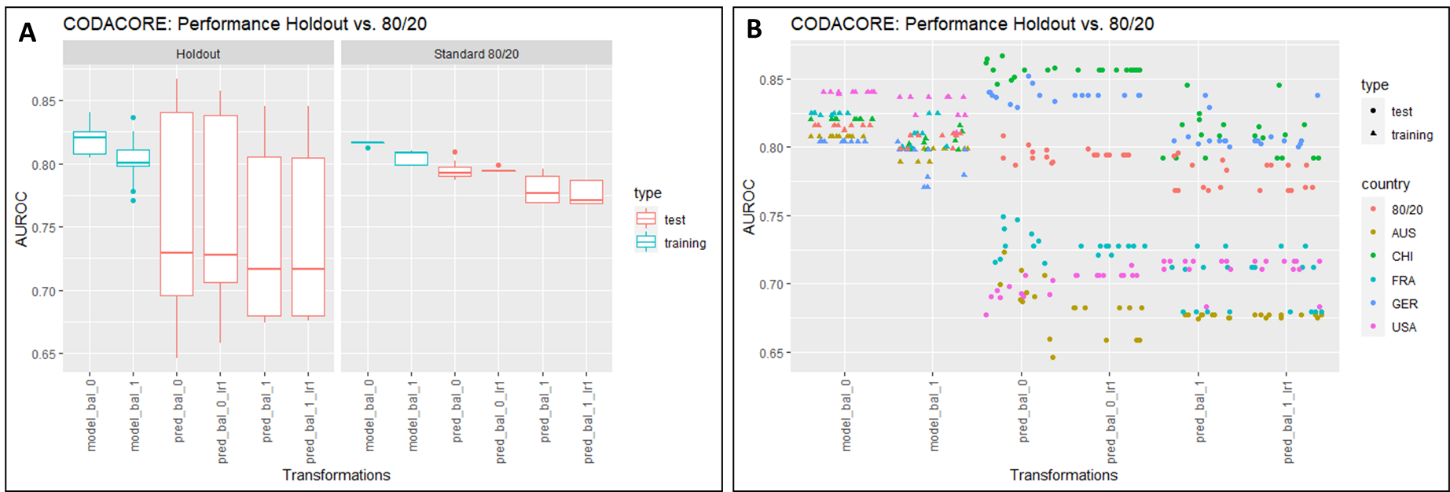 A
CODACORE: Performance Holdout vs. 80/20
Holdout
Standard 80/20
AUROC
0.85
0.80
0.75
0.70
0.65
model_bal_0
model_bal_1
pred_bal_0
pred_bal_0_lr1
pred_bal_1
pred_bal_1_lr1
model_bal_0
model_bal_1
pred_bal_0
pred_bal_0_lr1
pred_bal_1
pred_bal_1_lr1
Transformations
type
test
training
B
CODACORE: Performance Holdout vs. 80/20
AUROC
0.85
0.80
0.75
0.70
0.65
model_bal_0
model_bal_1
pred_bal_0
pred_bal_0_lr1
pred_bal_1
pred_bal_1_lr1
Transformations
type
test
training
country
80/20
AUS
CHI
FRA
GER
USA